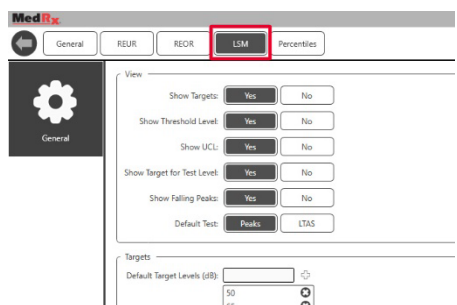 MedRx
General REUR REOR LSM Percentiles
General
View
Show Targets: Yes No
Show Threshold Level: Yes No
Show UCL: Yes No
Show Target for Test Level: Yes No
Show Falling Peaks: Yes No
Default Test: Peaks LTAS
Targets
Default Target Levels (dB):
50